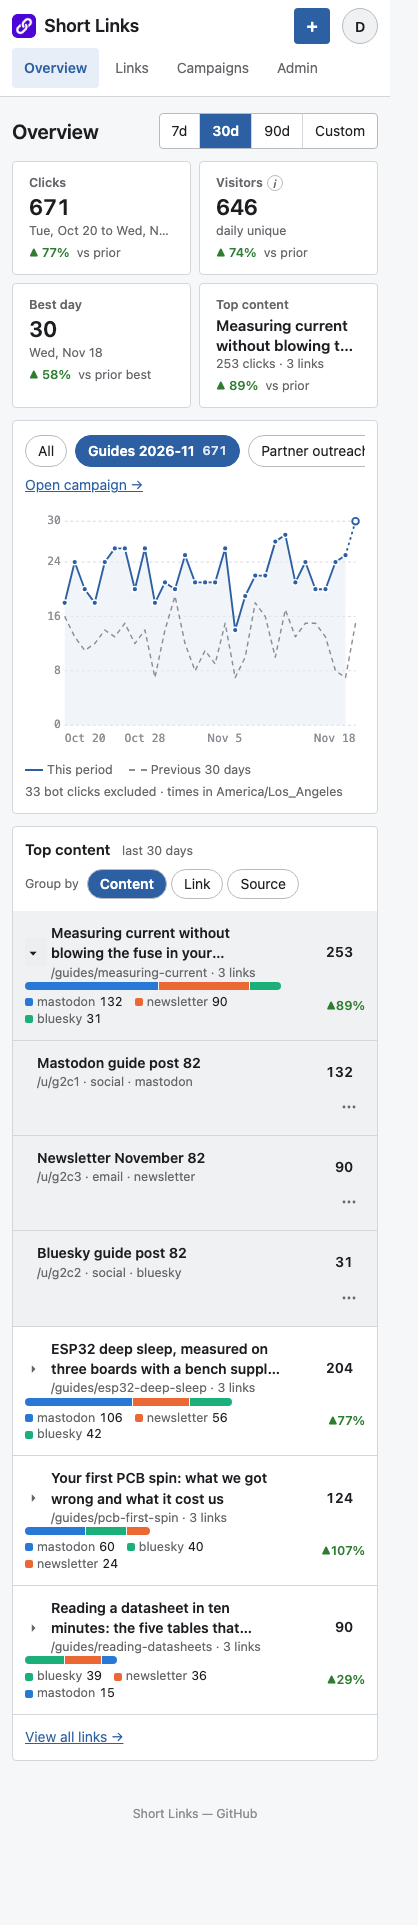 Short Links
+
D
Overview
Links
Campaigns
Admin
Overview
7d
30d
90d
Custom
Clicks
671
Tue, Oct 20 to Wed, N...
▲ 77% vs prior
Visitors i
646
daily unique
▲ 74% vs prior
Best day
30
Wed, Nov 18
▲ 58% vs prior best
Top content
Measuring current
without blowing t...
253 clicks · 3 links
▲ 89% vs prior
All
Guides 2026-11 671
Partner outreach
Open campaign →
30
24
16
8
0
Oct 20
Oct 28
Nov 5
Nov 18
This period
Previous 30 days
33 bot clicks excluded · times in America/Los_Angeles
Top content last 30 days
Group by
Content
Link
Source
Measuring current without
blowing the fuse in your...
/guides/measuring-current · 3 links
253
mastodon 132
newsletter 90
bluesky 31
▲89%
Mastodon guide post 82
/u/g2c1 · social · mastodon
132
...
Newsletter November 82
/u/g2c3 · email · newsletter
90
...
Bluesky guide post 82
/u/g2c2 · social · bluesky
31
...
ESP32 deep sleep, measured on
three boards with a bench suppl...
/guides/esp32-deep-sleep · 3 links
204
mastodon 106
newsletter 56
bluesky 42
▲77%
Your first PCB spin: what we got
wrong and what it cost us
/guides/pcb-first-spin · 3 links
124
mastodon 60
bluesky 40
newsletter 24
▲107%
Reading a datasheet in ten
minutes: the five tables that...
/guides/reading-datasheets · 3 links
90
bluesky 39
newsletter 36
mastodon 15
▲29%
View all links →
Short Links — GitHub